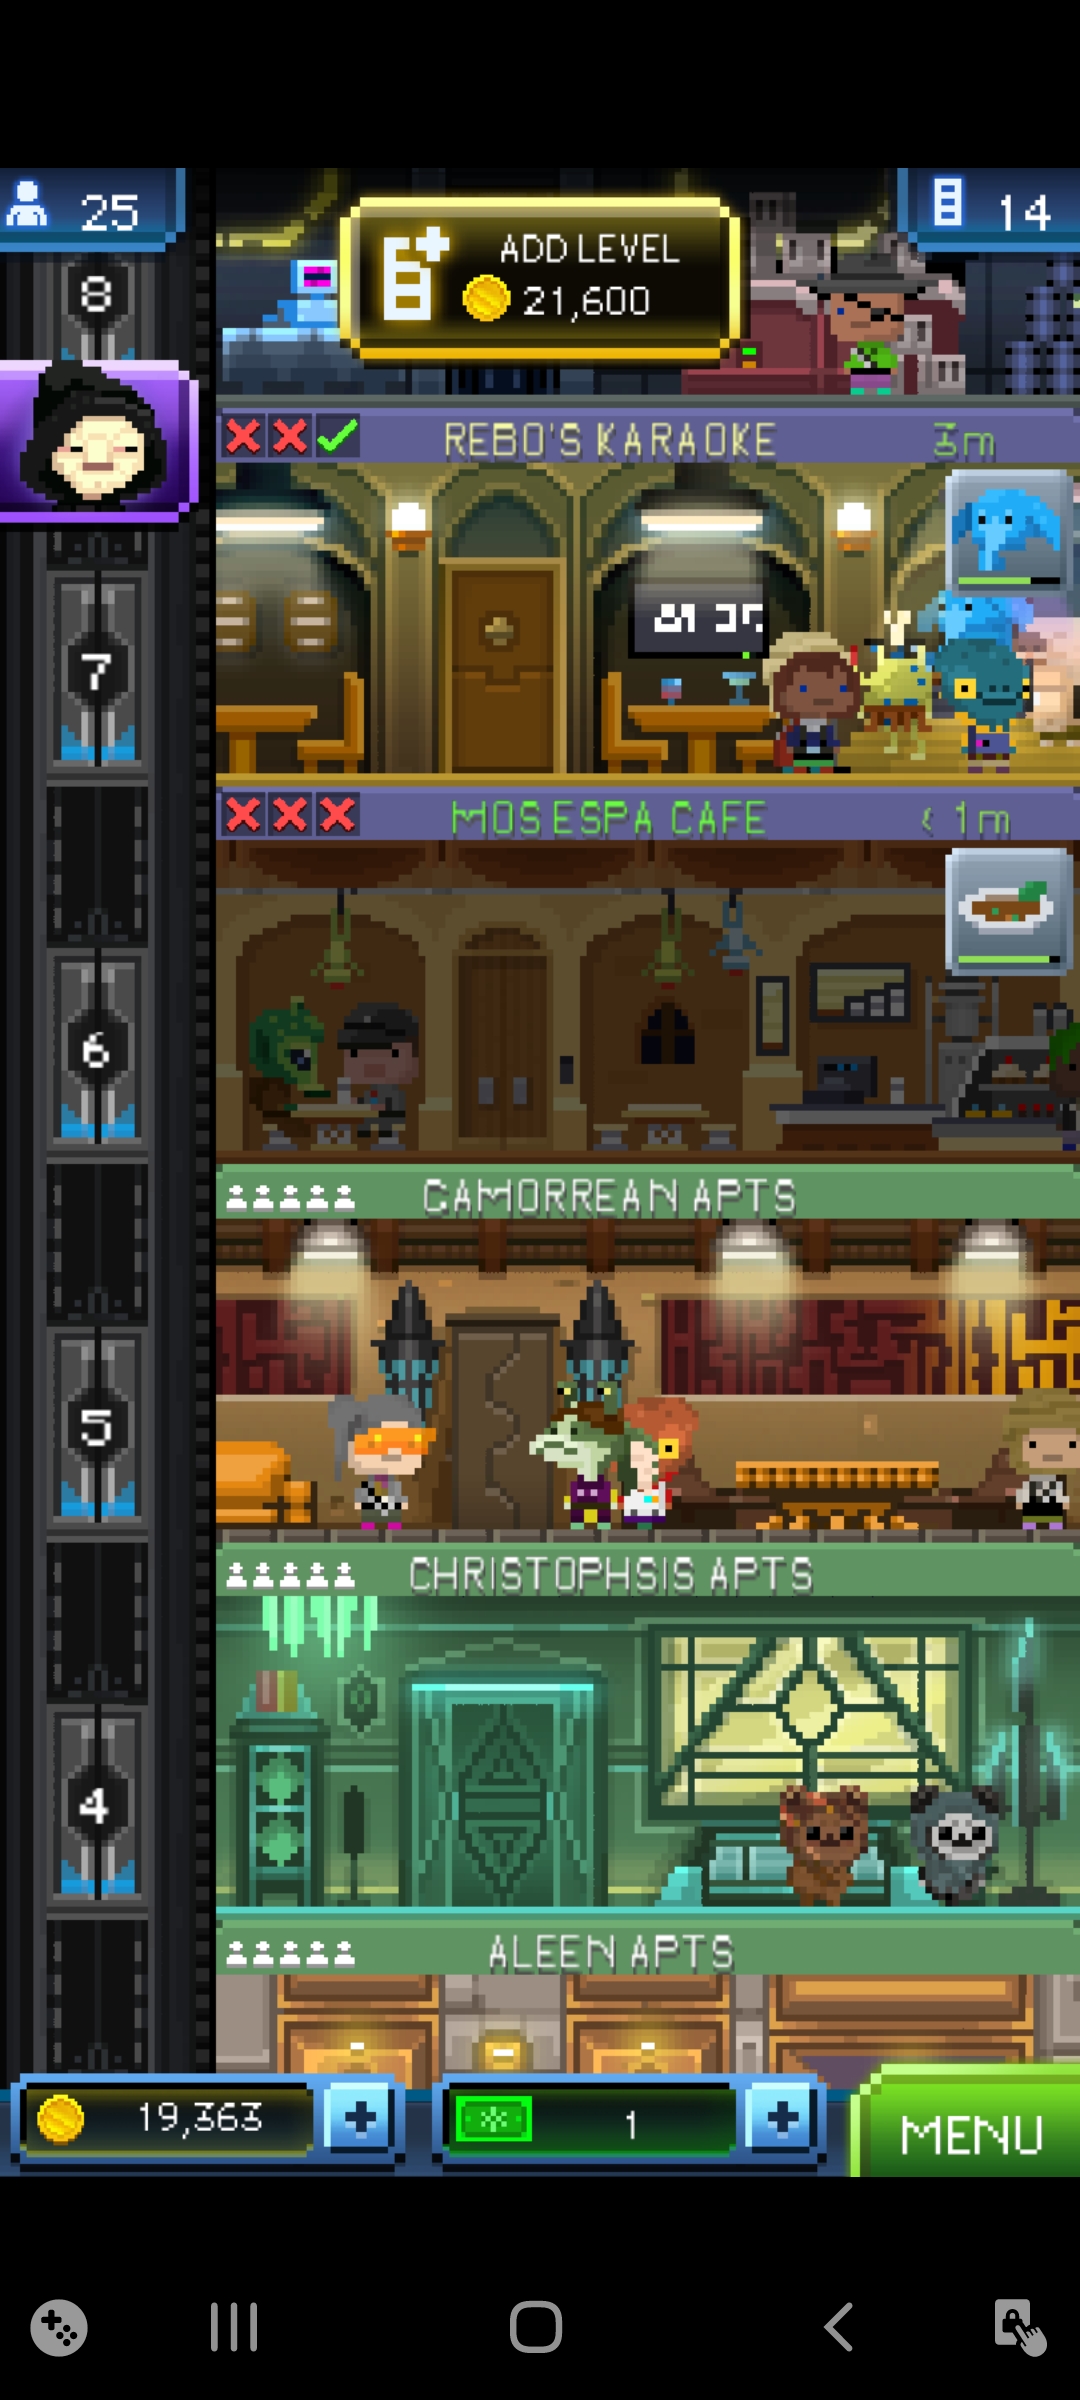 25
ADD LEVEL
21,600
14
8
REBO'S KARAOKE
3m
7
MOS ESPA CAFE
< 1m
6
CAMORREAN APTS
5
CHRISTOPHSIS APTS
4
ALEEN APTS
19,363
1
MENU